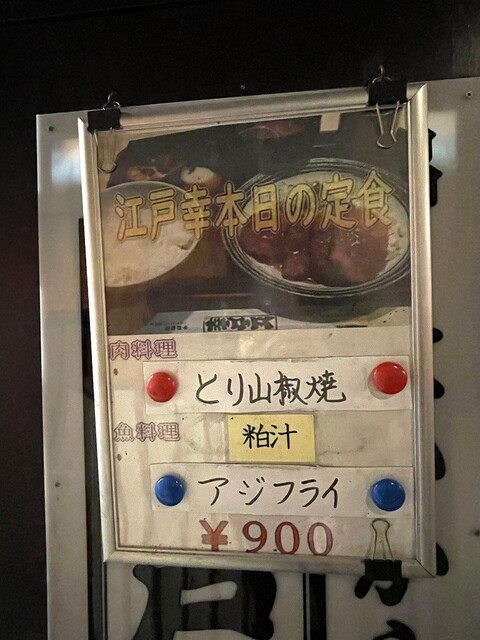 江戸幸本日の定食
肉料理
とり山椒焼
魚料理
粕汁
アジフライ
¥900